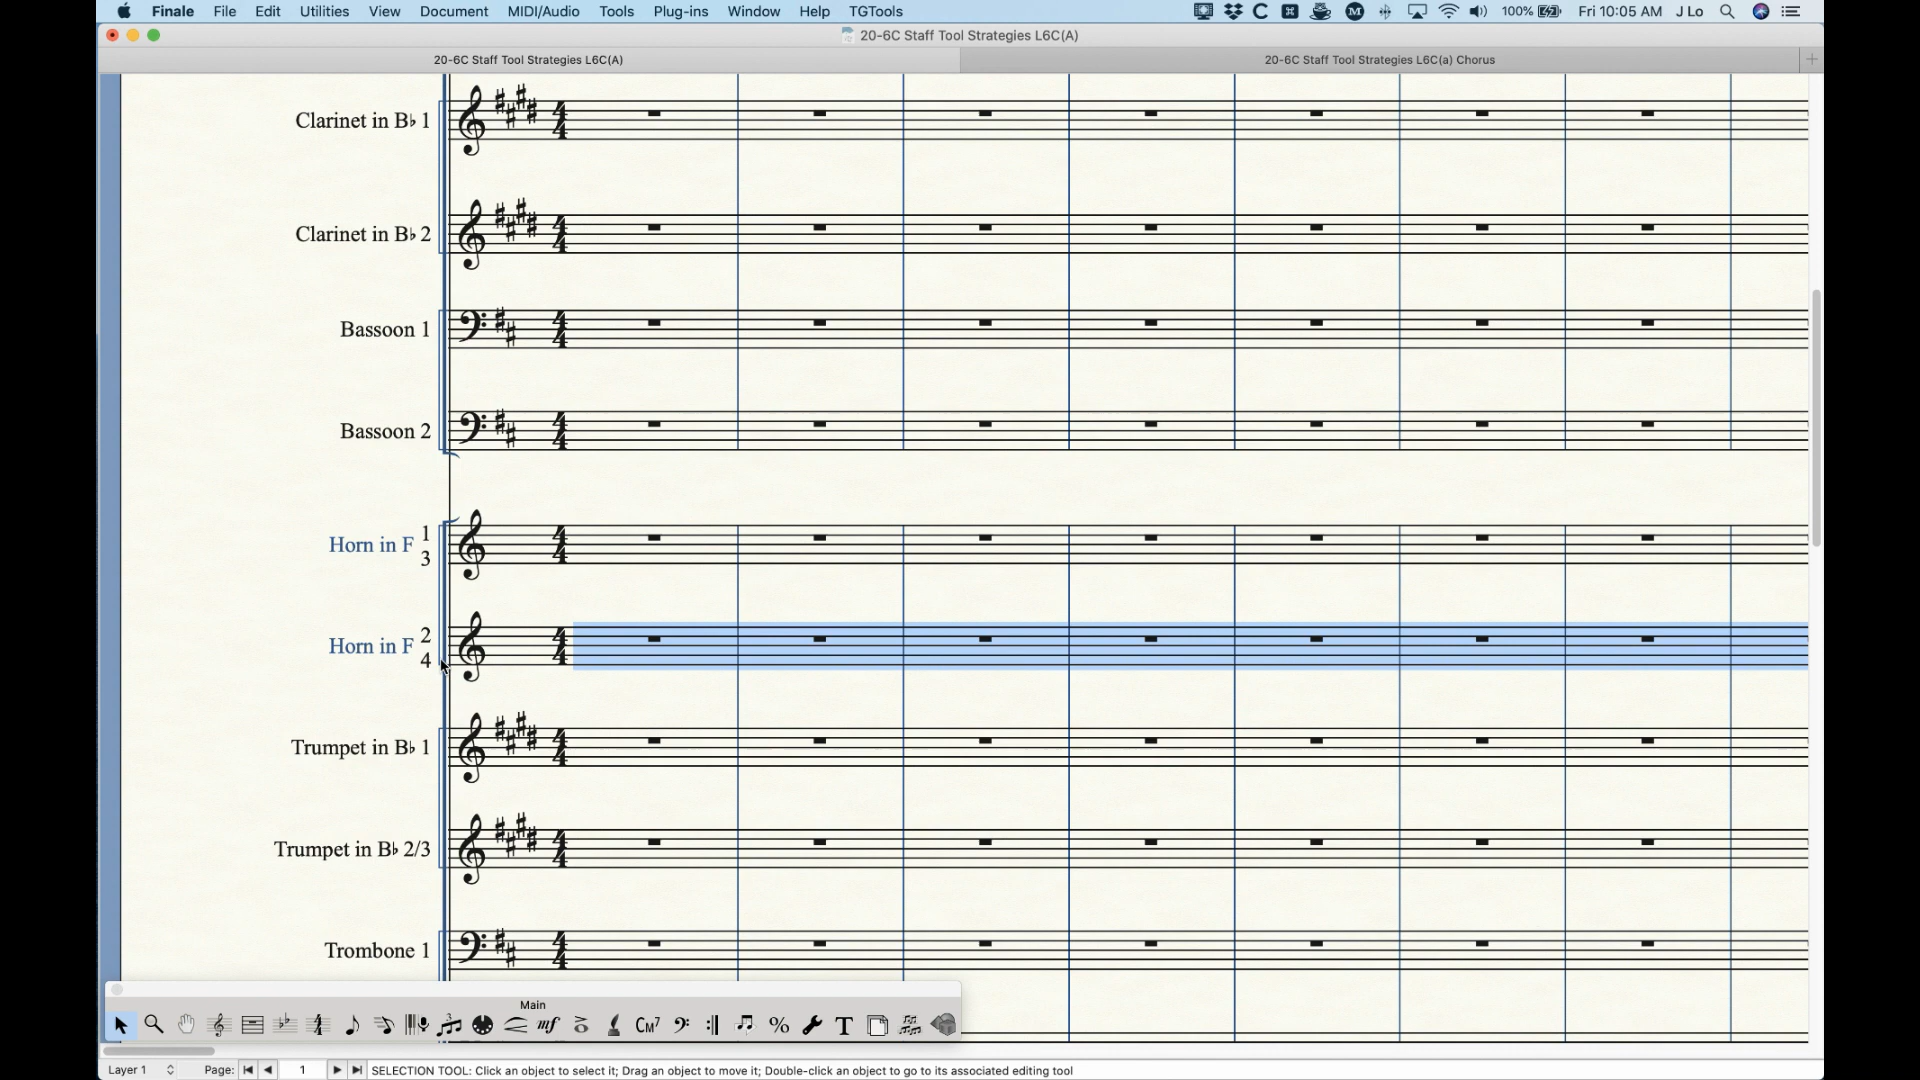 Finale File Edit Utilities View Document MIDI/Audio Tools Plug-ins Window Help TGTools 100% Fri 10:05 AM J Lo
20-6C Staff Tool Strategies L6C(A)
20-6C Staff Tool Strategies L6C(A) 20-6C Staff Tool Strategies L6C(a) Chorus
Clarinet in B♭ 1
Clarinet in B♭ 2
Bassoon 1
Bassoon 2
Horn in F 1
3
Horn in F 2
4
Trumpet in B♭ 1
Trumpet in B♭ 2/3
Trombone 1
Main
mf CM7 % T
Layer 1 Page: 1 SELECTION TOOL: Click an object to select it; Drag an object to move it; Double-click an object to go to its associated editing tool